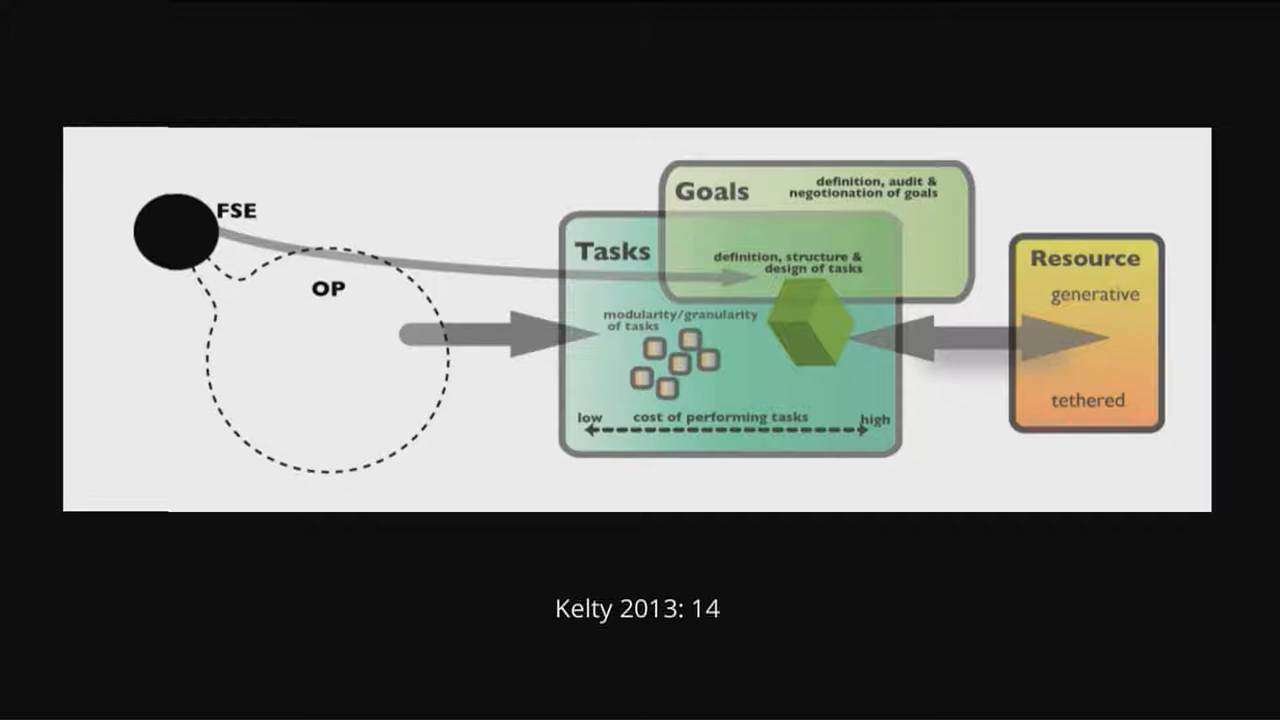 FSE
OP
Goals
definition, audit &
negotionation of goals
Tasks
definition, structure &
design of tasks
modularity/granularity
of tasks
low
cost of performing tasks
high
Resource
generative
tethered
Kelty 2013: 14